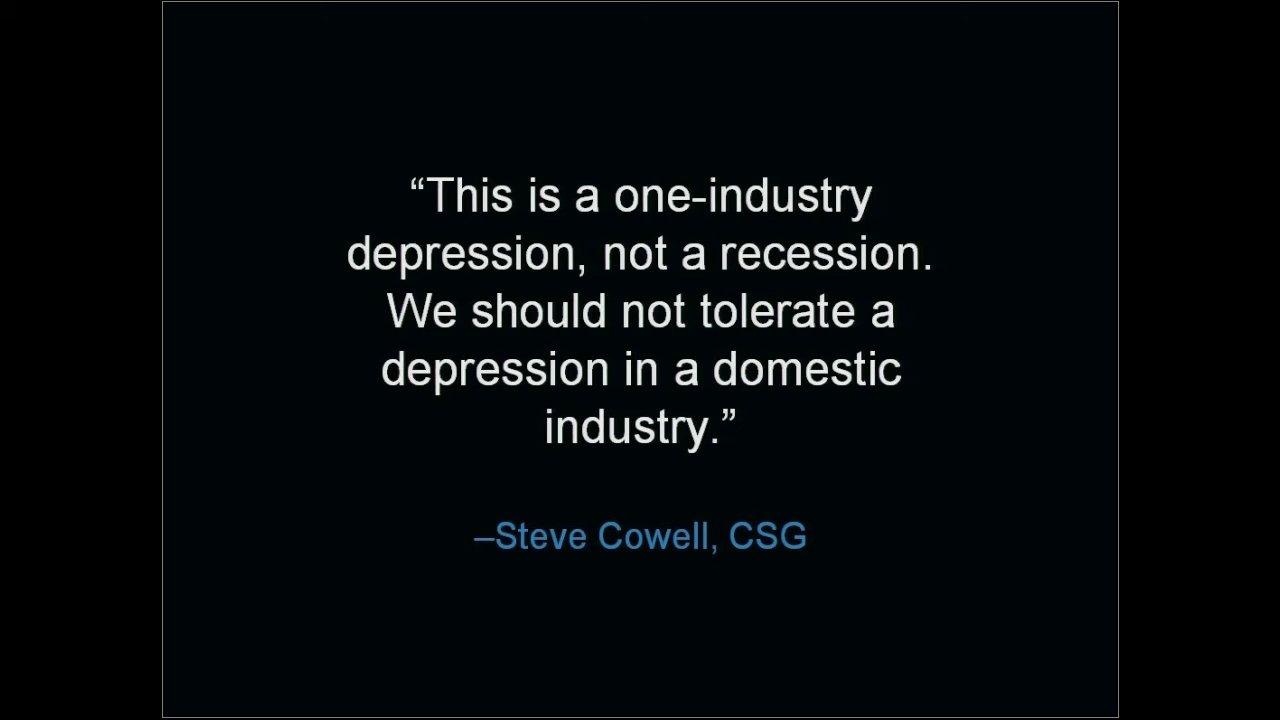 “This is a one-industry
depression, not a recession.
We should not tolerate a
depression in a domestic
industry.”
–Steve Cowell, CSG